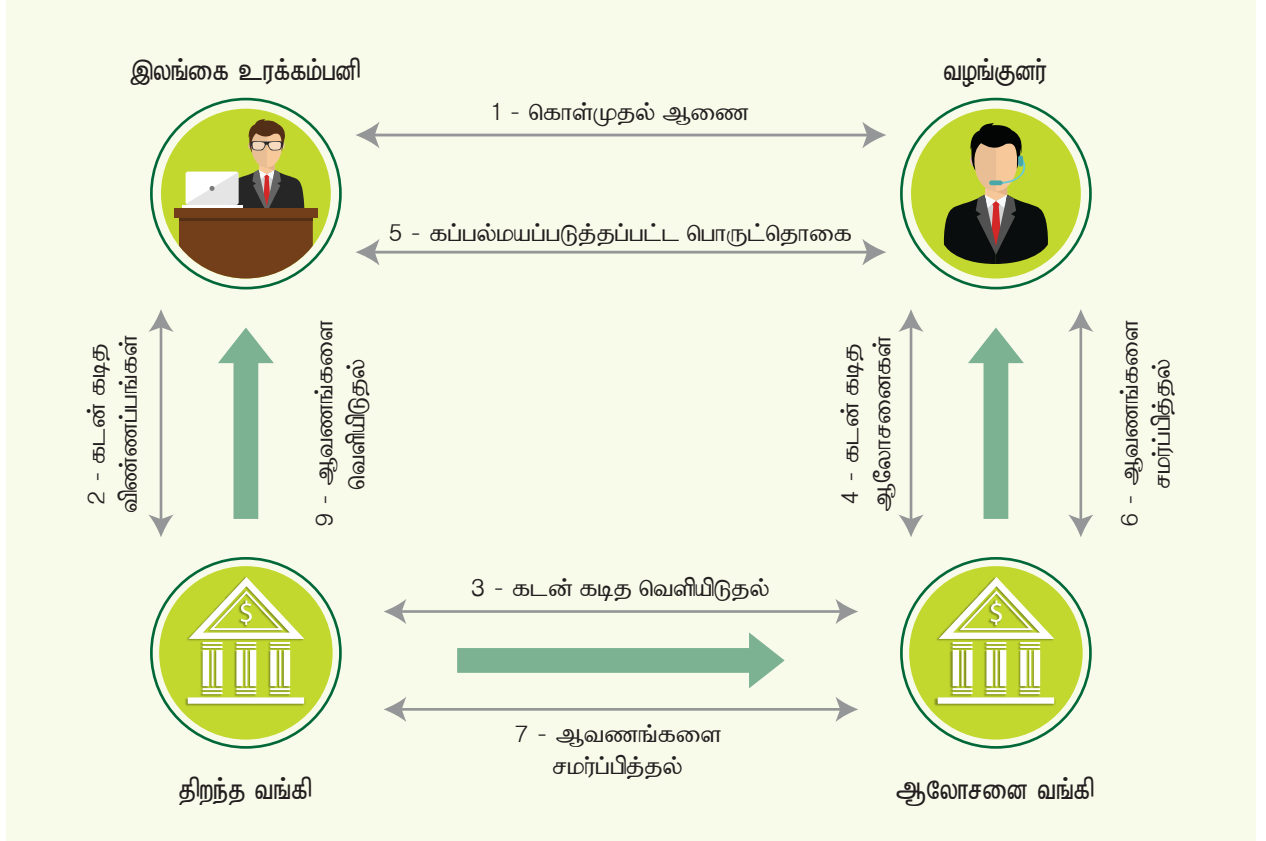 இலங்கை உரக்கம்பனி
வழங்குனர்
1 - கொள்முதல் ஆணை
5 - கப்பல்மயப்படுத்தப்பட்ட பொருட்தொகை
2 - கடன் கடித
விண்ணப்பங்கள்
9 - ஆவணங்களை
வெளியிடுதல்
4 - கடன் கடித
ஆலோசனைகள்
6 - ஆவணங்களை
சமர்ப்பித்தல்
3 - கடன் கடித வெளியிடுதல்
7 - ஆவணங்களை
சமர்ப்பித்தல்
திறந்த வங்கி
ஆலோசனை வங்கி
$
$